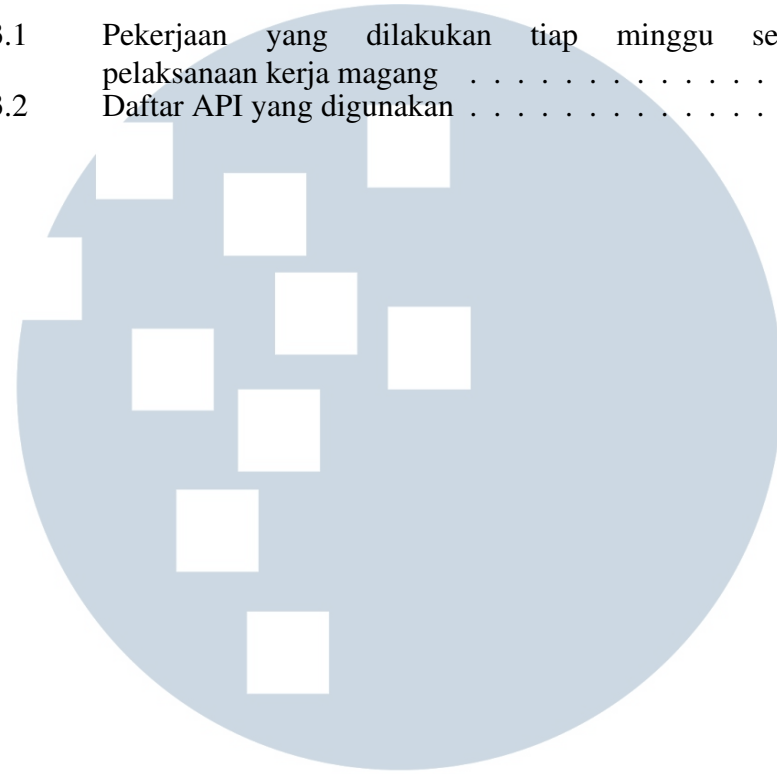 3.1 Pekerjaan yang dilakukan tiap minggu se
pelaksanaan kerja magang . . . . . . . . . . . . .
3.2 Daftar API yang digunakan . . . . . . . . . . . . .